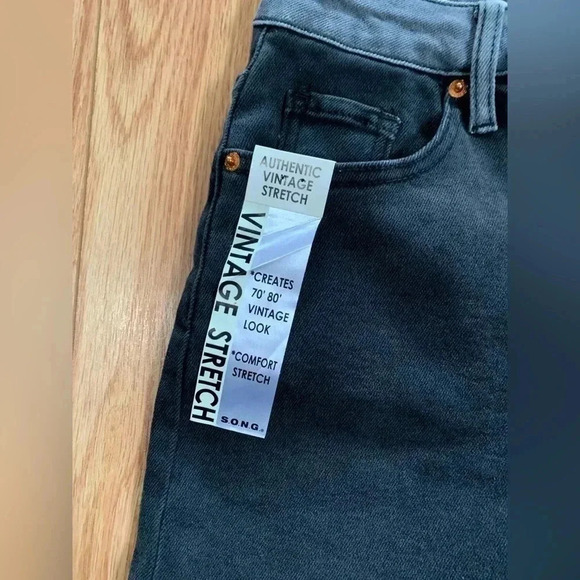 AUTHENTIC
VINTAGE
STRETCH
VINTAGE STRETCH
*CREATES
70' 80'
VINTAGE
LOOK
*COMFORT
STRETCH
S.O.N.G.®